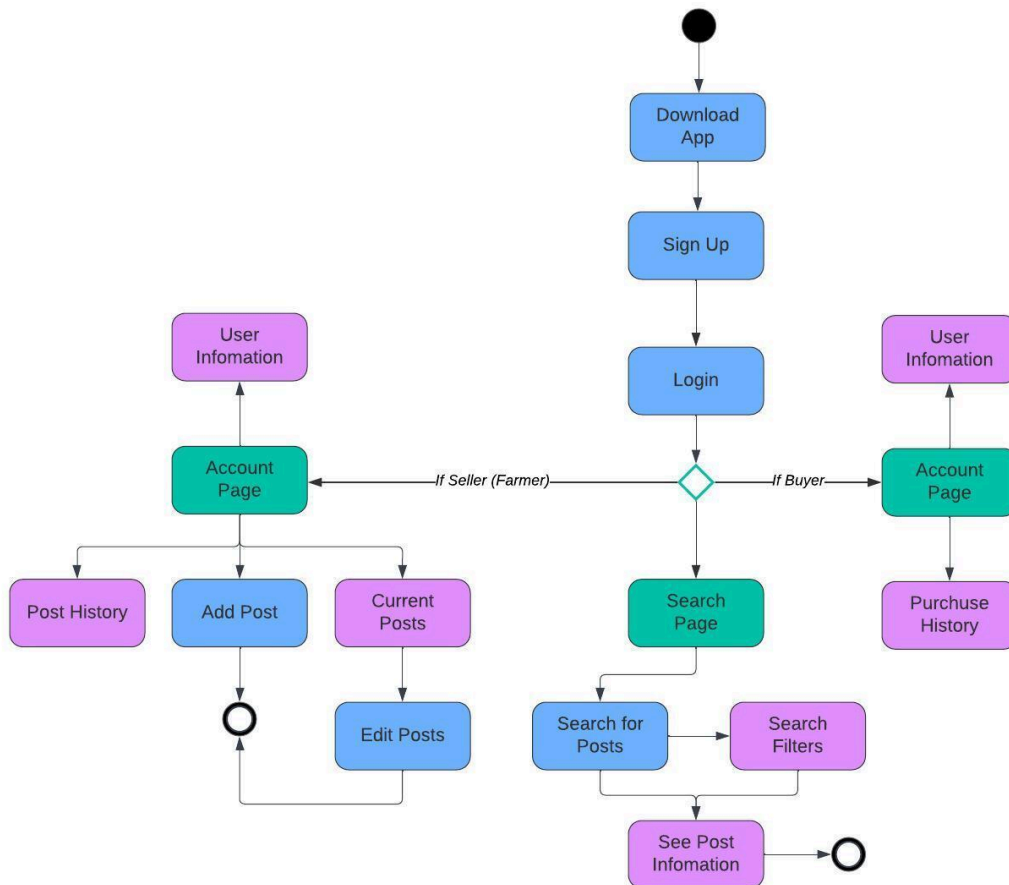 Download
App
Sign Up
User
Infomation
User
Infomation
Login
Account
Page
If Seller (Farmer)
If Buyer
Account
Page
Post History
Add Post
Current
Posts
Search
Page
Purchuse
History
Edit Posts
Search for
Posts
Search
Filters
See Post
Infomation